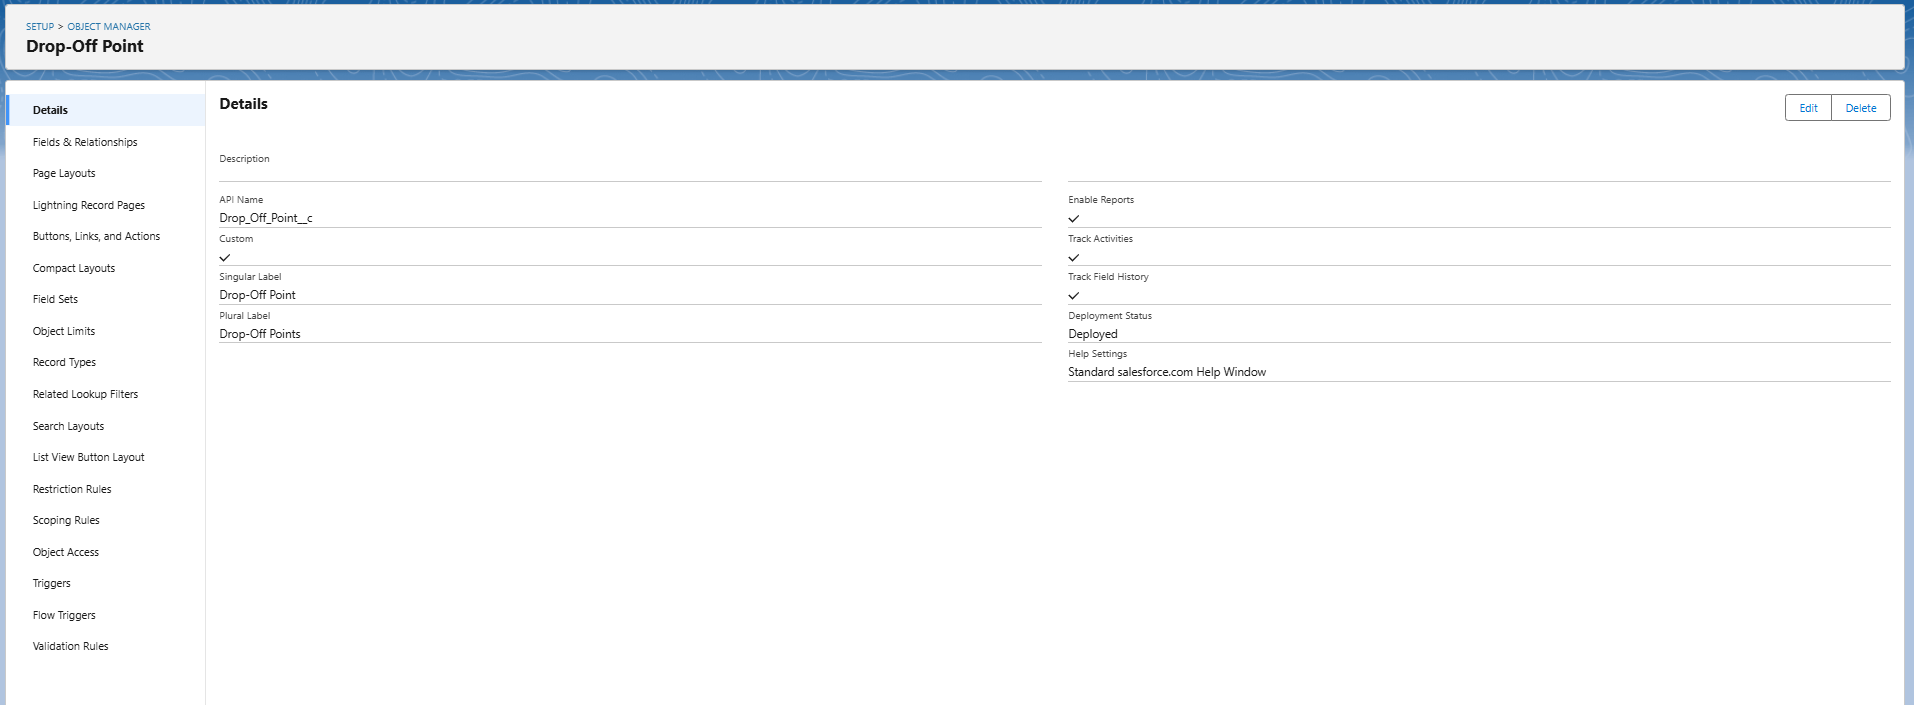 SETUP > OBJECT MANAGER
Drop-Off Point
Details
Fields & Relationships
Page Layouts
Lightning Record Pages
Buttons, Links, and Actions
Compact Layouts
Field Sets
Object Limits
Record Types
Related Lookup Filters
Search Layouts
List View Button Layout
Restriction Rules
Scoping Rules
Object Access
Triggers
Flow Triggers
Validation Rules
Details
Edit
Delete
Description
API Name
Drop_Off_Point__c
Custom
Singular Label
Drop-Off Point
Plural Label
Drop-Off Points
Enable Reports
Track Activities
Track Field History
Deployment Status
Deployed
Help Settings
Standard salesforce.com Help Window